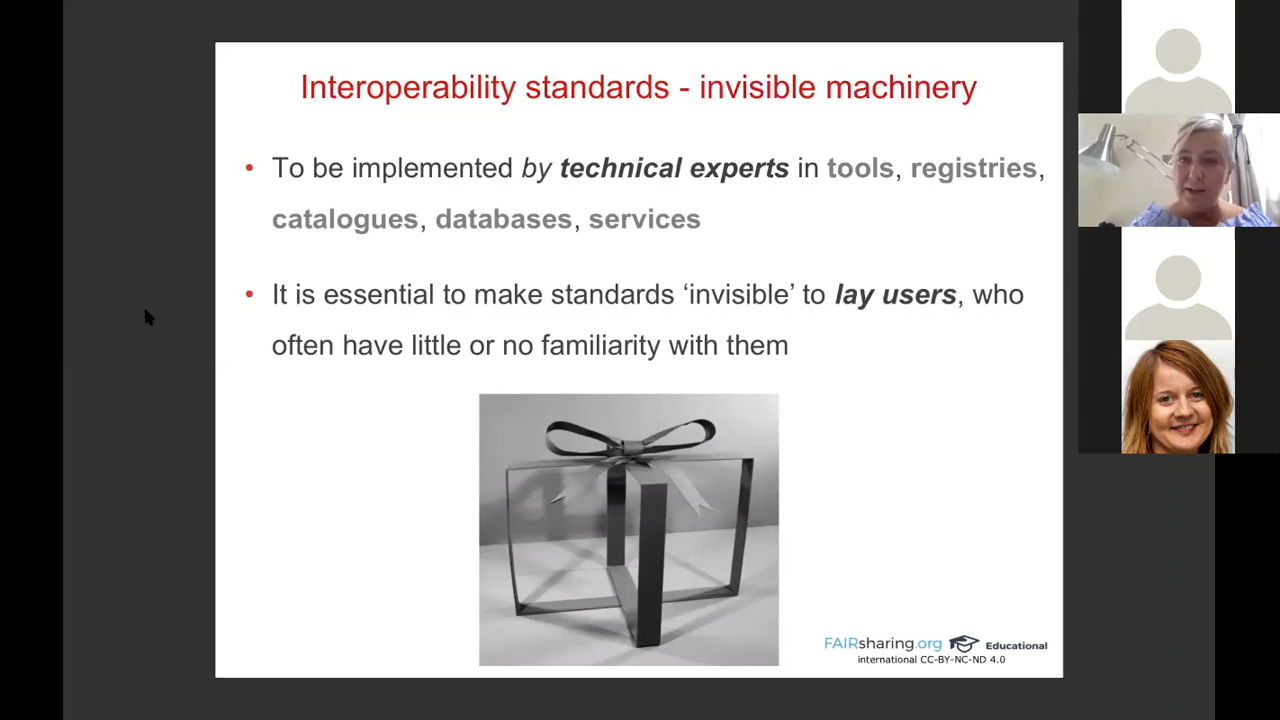 Interoperability standards - invisible machinery
• To be implemented by technical experts in tools, registries,
catalogues, databases, services
• It is essential to make standards ‘invisible’ to lay users, who
often have little or no familiarity with them
FAIRsharing.org Educational
international CC-BY-NC-ND 4.0